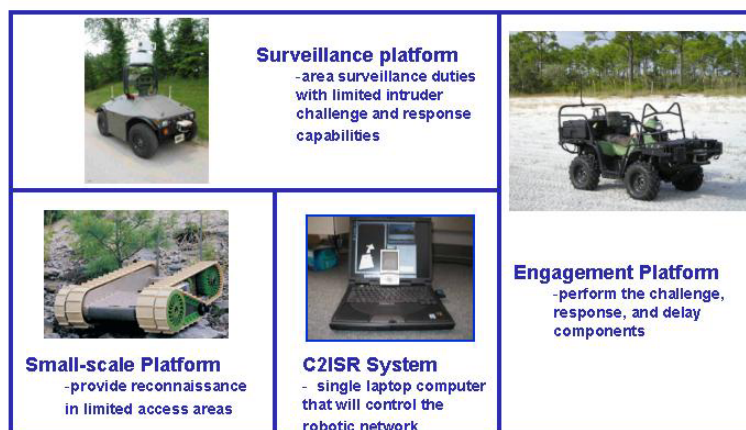 Surveillance platform
-area surveillance duties
with limited intruder
challenge and response
capabilities
Small-scale Platform
-provide reconnaissance
in limited access areas
C2ISR System
- single laptop computer
that will control the
robotic network
Engagement Platform
-perform the challenge,
response, and delay
components